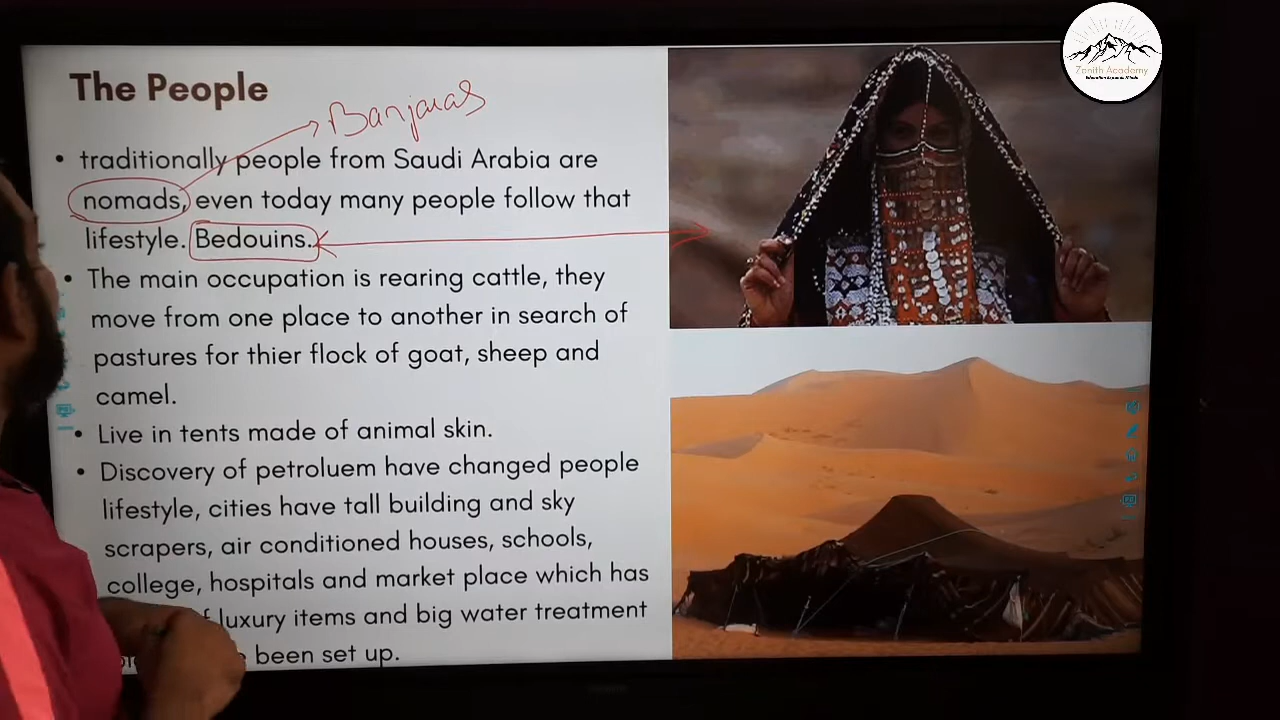 The People
Banjaras
• traditionally people from Saudi Arabia are
nomads, even today many people follow that
lifestyle. Bedouins.
• The main occupation is rearing cattle, they
move from one place to another in search of
pastures for thier flock of goat, sheep and
camel.
• Live in tents made of animal skin.
• Discovery of petroluem have changed people
lifestyle, cities have tall building and sky
scrapers, air conditioned houses, schools,
college, hospitals and market place which has
luxury items and big water treatment
been set up.
Zenith Academy